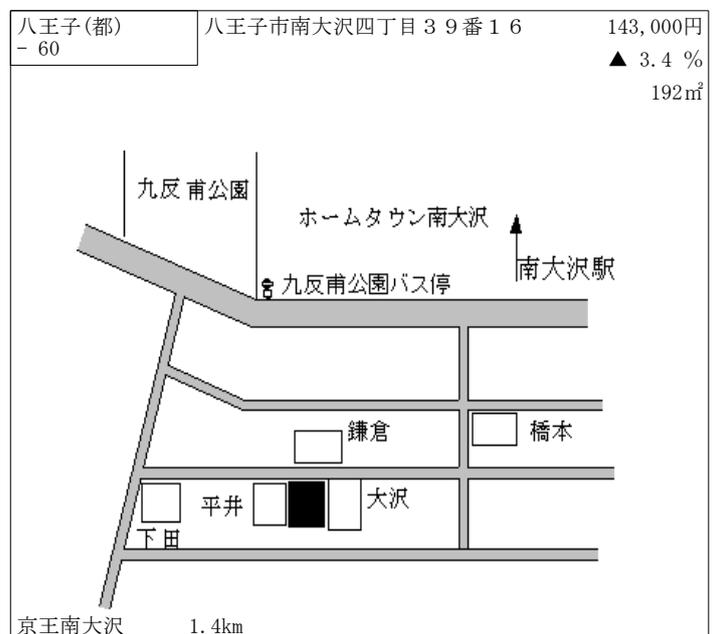 八王子(都)
- 60
八王子市南大沢四丁目３９番１６
143,000円
▲ 3.4 %
192㎡
九反甫公園
ホームタウン南大沢
南大沢駅
九反甫公園バス停
鎌倉
橋本
平井
大沢
下田
京王南大沢 1.4km